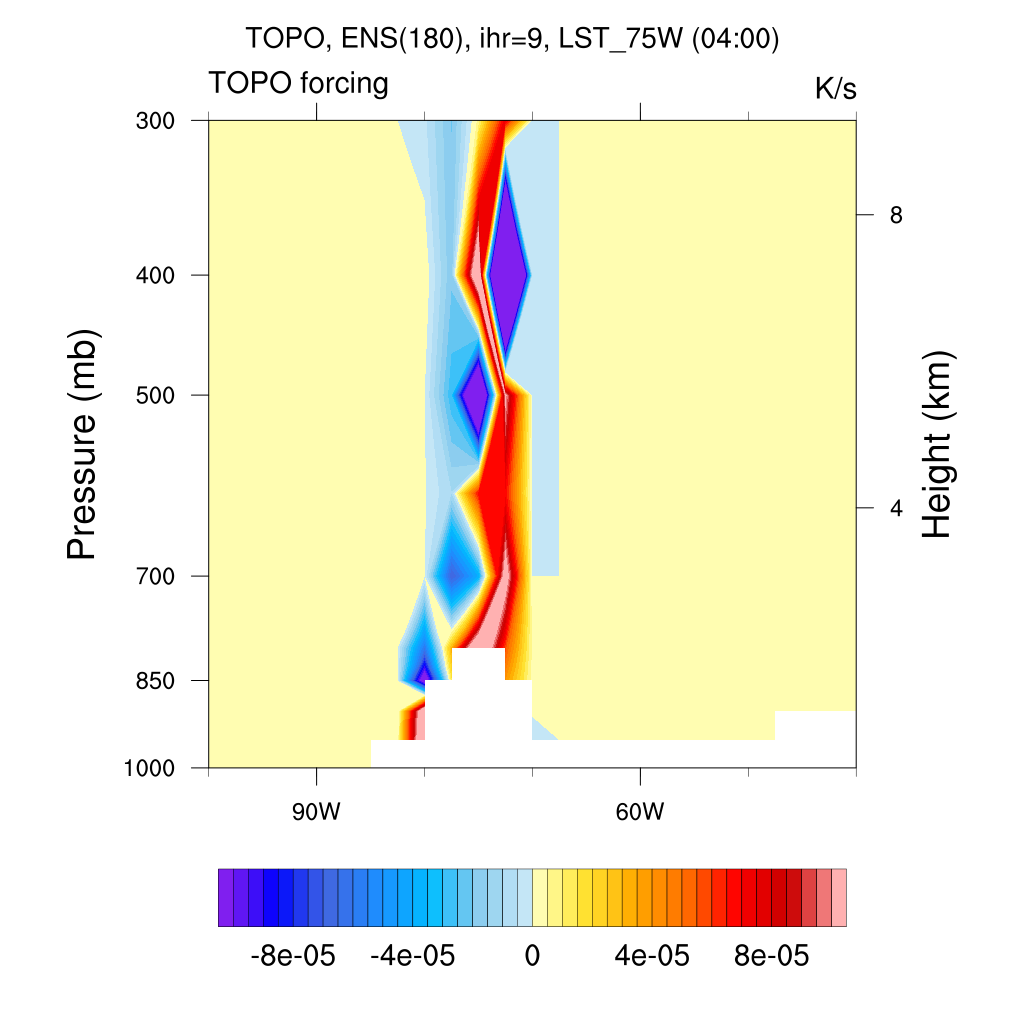 TOPO, ENS(180), ihr=9, LST_75W (04:00)
TOPO forcing
K/s
300
400
500
700
850
1000
Pressure (mb)
8
4
Height (km)
90W
60W
-8e-05
-4e-05
0
4e-05
8e-05